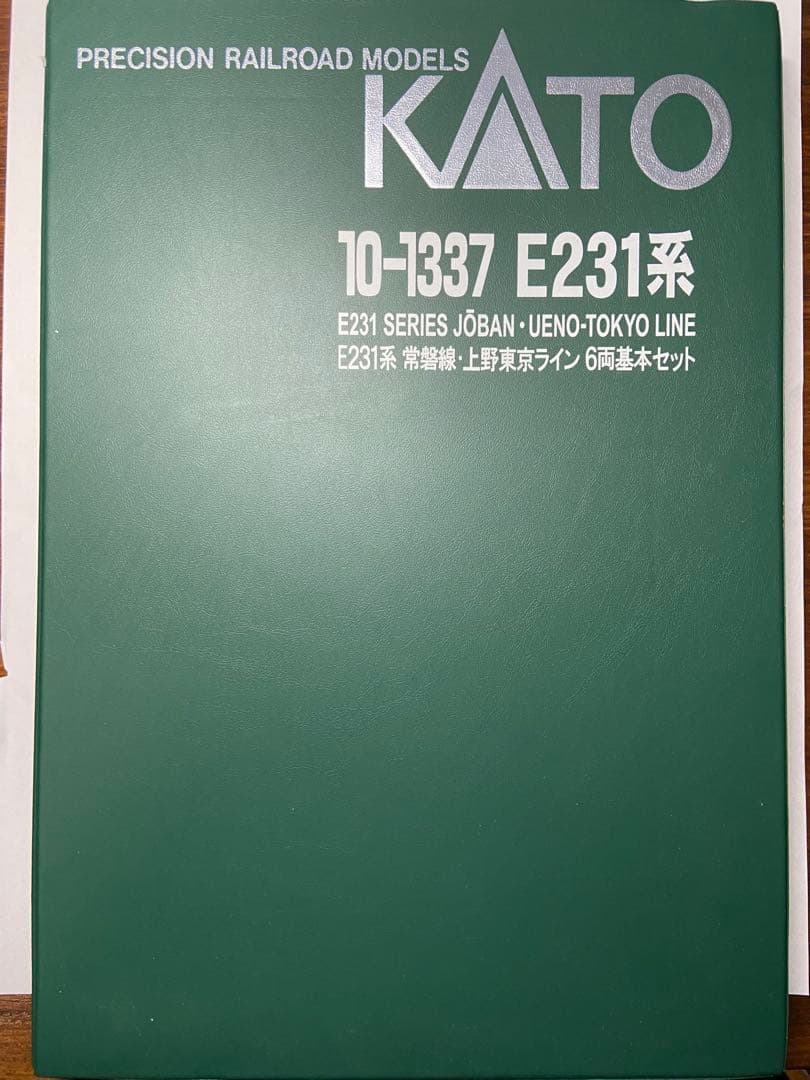 PRECISION RAILROAD MODELS
KATO
10-1337 E231系
E231 SERIES JŌBAN・UENO-TOKYO LINE
E231系 常磐線・上野東京ライン 6両基本セット